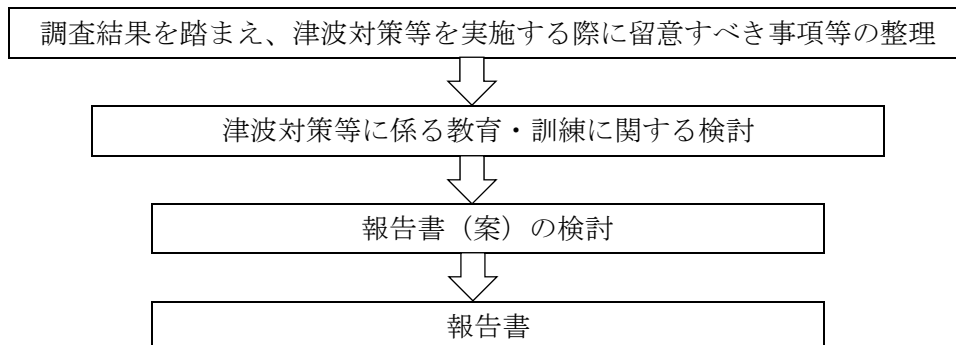 調査結果を踏まえ、津波対策等を実施する際に留意すべき事項等の整理
津波対策等に係る教育・訓練に関する検討
報告書（案）の検討
報告書